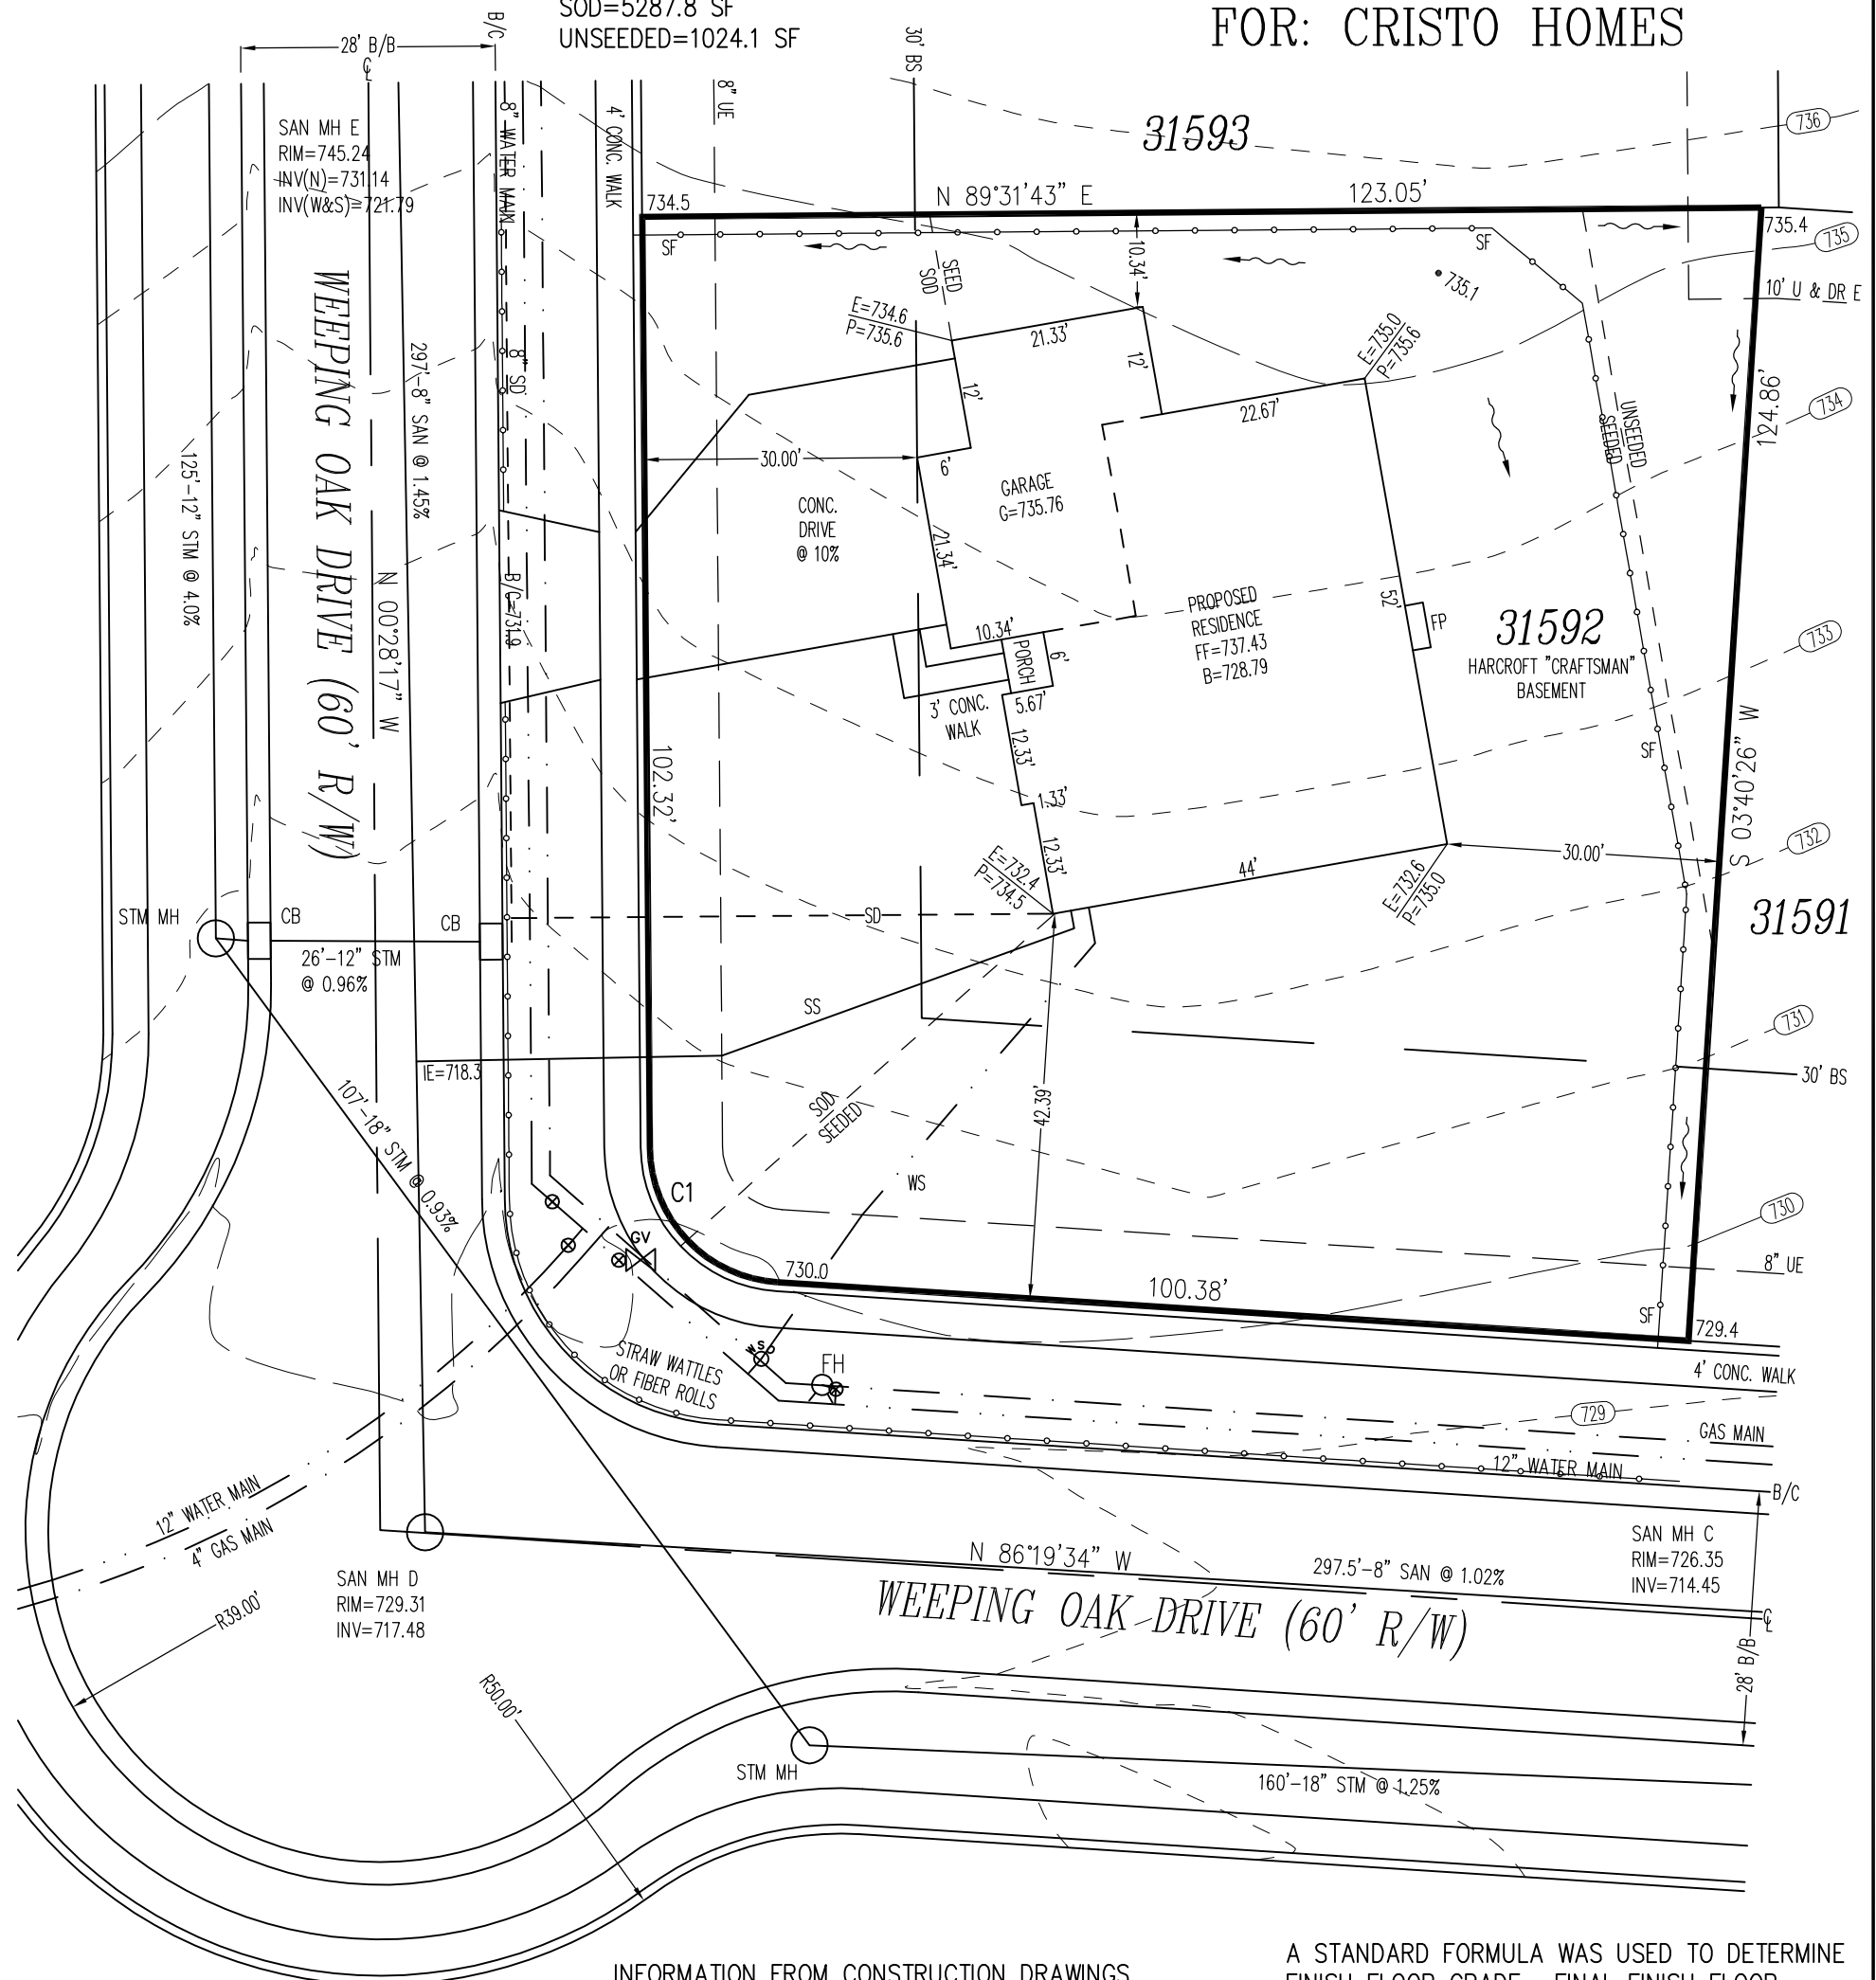 SOD=5287.8 SF
UNSEEDED=1024.1 SF
FOR: CRISTO HOMES
B/C
28' B/B
30' BS
8" UE
4' CONC. WALK
8" WATER MAIN
31593
736
SAN MH E
RIM=745.24
INV(N)=731.14
INV(W&S)=721.79
734.5
N 89°31'43" E
123.05'
735.4
735
SF
SF
10.34'
735.1
10' U & DR E
SEED
SOD
E=734.6
P=735.6
21.33'
12'
E=735.0
P=735.6
WEEPING OAK DRIVE (60' R/W)
297'-8" SAN @ 1.45%
8" SD
12'
22.67'
734
124.86'
UNSEEDED
SEEDED
30.00'
6'
125'-12" STM @ 4.0%
CONC.
DRIVE
@ 10%
GARAGE
G=735.76
21.34'
N 00°28'17" W
B/C=731.9
PROPOSED
RESIDENCE
FF=737.43
B=728.79
52'
FP
31592
HARCROFT "CRAFTSMAN"
BASEMENT
733
10.34'
PORCH
6'
5.67'
3' CONC.
WALK
12.33'
1.33'
12.33'
102.32'
SF
S 03°40'26" W
732
30.00'
44'
E=732.4
P=734.5
E=732.6
P=735.0
31591
STM MH
CB
CB
SD
26'-12" STM
@ 0.96%
SS
731
IE=718.3
30' BS
107'-18" STM @ 0.93%
SOD
SEEDED
42.39'
WS
C1
730
GV
730.0
100.38'
8" UE
SF
729.4
WSO
FH
STRAW WATTLES
OR FIBER ROLLS
4' CONC. WALK
729
GAS MAIN
12" WATER MAIN
B/C
12" WATER MAIN
4" GAS MAIN
N 86°19'34" W
297.5'-8" SAN @ 1.02%
SAN MH C
RIM=726.35
INV=714.45
SAN MH D
RIM=729.31
INV=717.48
R39.00'
WEEPING OAK DRIVE (60' R/W)
28' B/B
R50.00'
STM MH
160'-18" STM @ 1.25%
INFORMATION FROM CONSTRUCTION DRAWINGS
A STANDARD FORMULA WAS USED TO DETERMINE
FINISH FLOOR GRADE. FINAL FINISH FLOOR